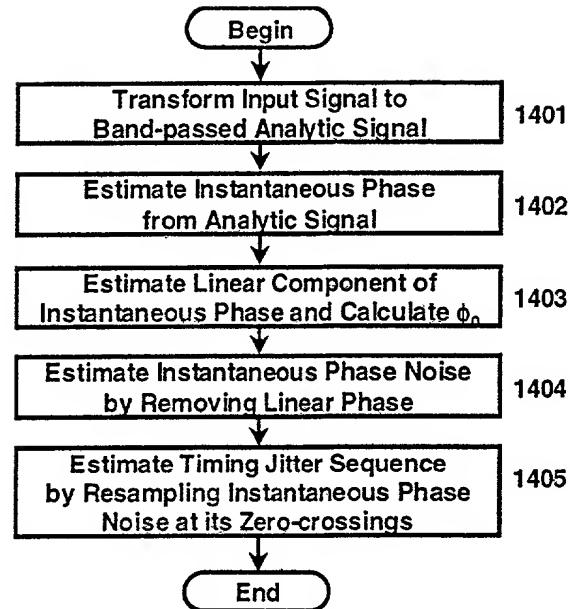 Begin
Transform Input Signal to
Band-passed Analytic Signal
1401
Estimate Instantaneous Phase
from Analytic Signal
1402
Estimate Linear Component of
Instantaneous Phase and Calculate ϕ₀
1403
Estimate Instantaneous Phase Noise
by Removing Linear Phase
1404
Estimate Timing Jitter Sequence
by Resampling Instantaneous Phase
Noise at its Zero-crossings
1405
End